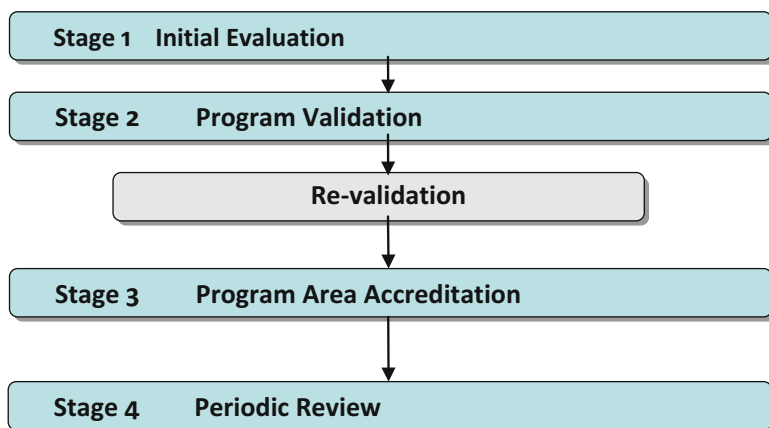 Stage 1 Initial Evaluation
Stage 2 Program Validation
Re-validation
Stage 3 Program Area Accreditation
Stage 4 Periodic Review